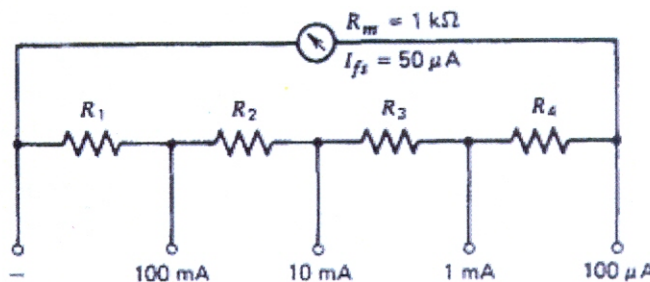 R_m = 1 kΩ
I_fs = 50 μA
R_1 R_2 R_3 R_4
− 100 mA 10 mA 1 mA 100 μA